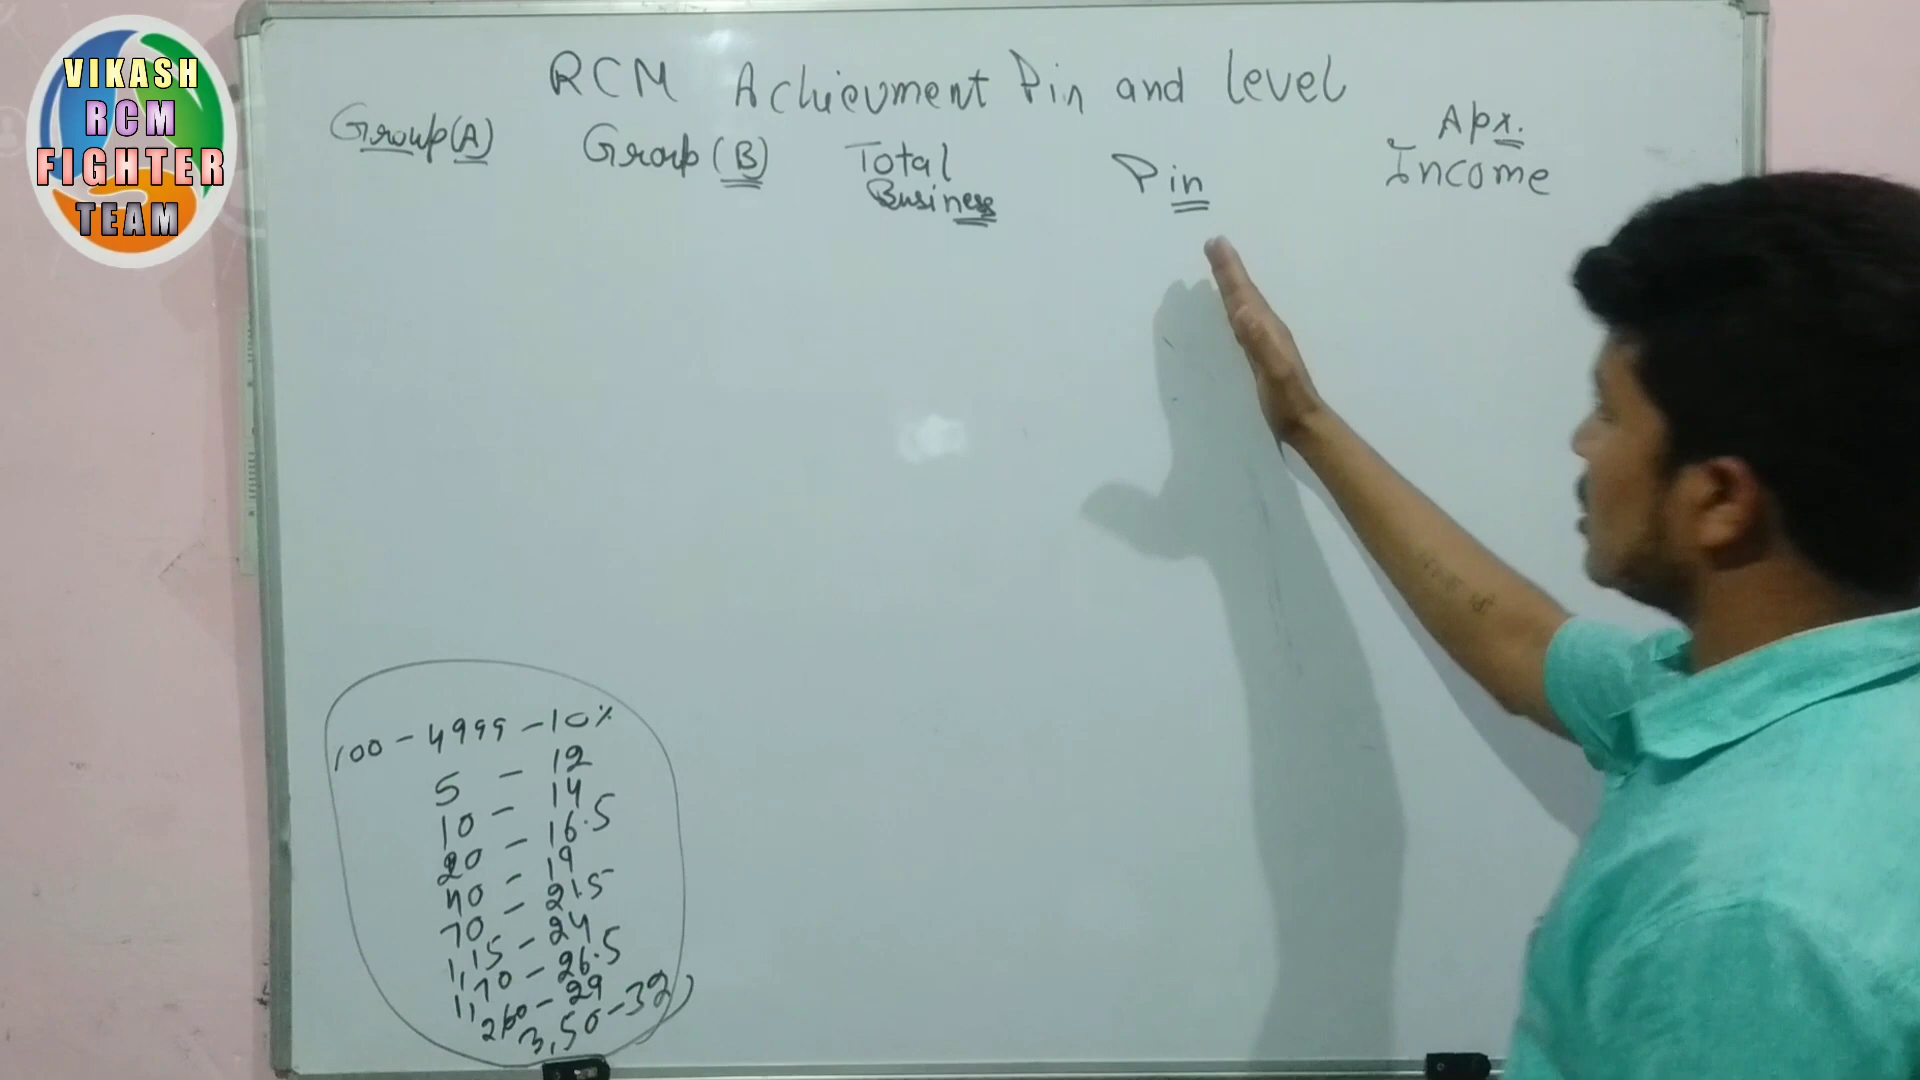 VIKASH
RCM
FIGHTER
TEAM
RCM Achievment Pin and level
Group(A) Group (B) Total Business Pin Apx. Income
100 - 4999 - 10%
5 - 12
10 - 14
20 - 16.5
40 - 19
70 - 21.5
1,15 - 24
1,70 - 26.5
260 - 29
3,50 - 32